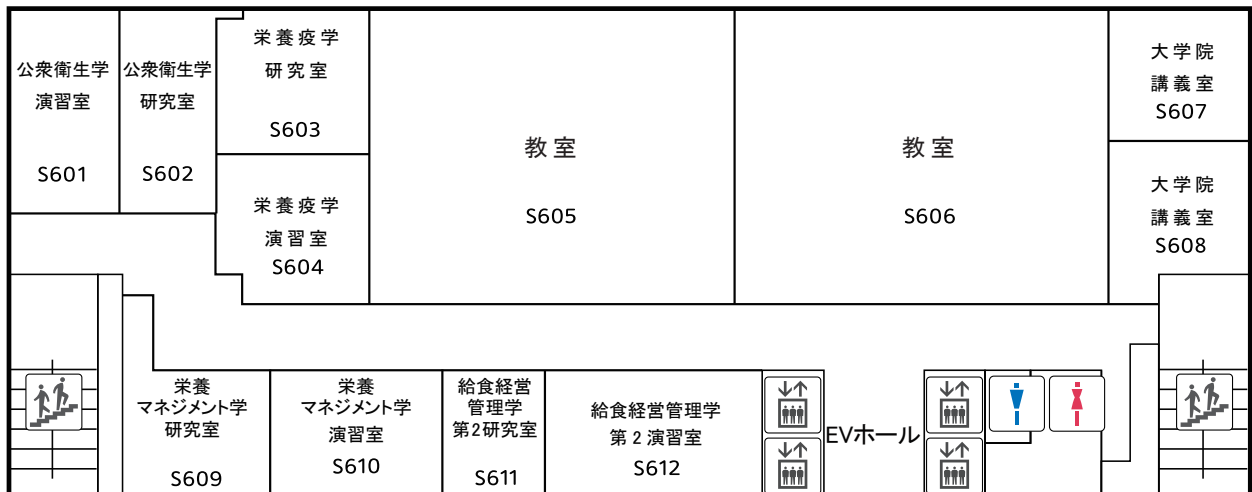 公衆衛生学
演習室
S601
公衆衛生学
研究室
S602
栄養疫学
研究室
S603
栄養疫学
演習室
S604
教室
S605
教室
S606
大学院
講義室
S607
大学院
講義室
S608
栄養
マネジメント学
研究室
S609
栄養
マネジメント学
演習室
S610
給食経営
管理学
第2研究室
S611
給食経営管理学
第2演習室
S612
EVホール